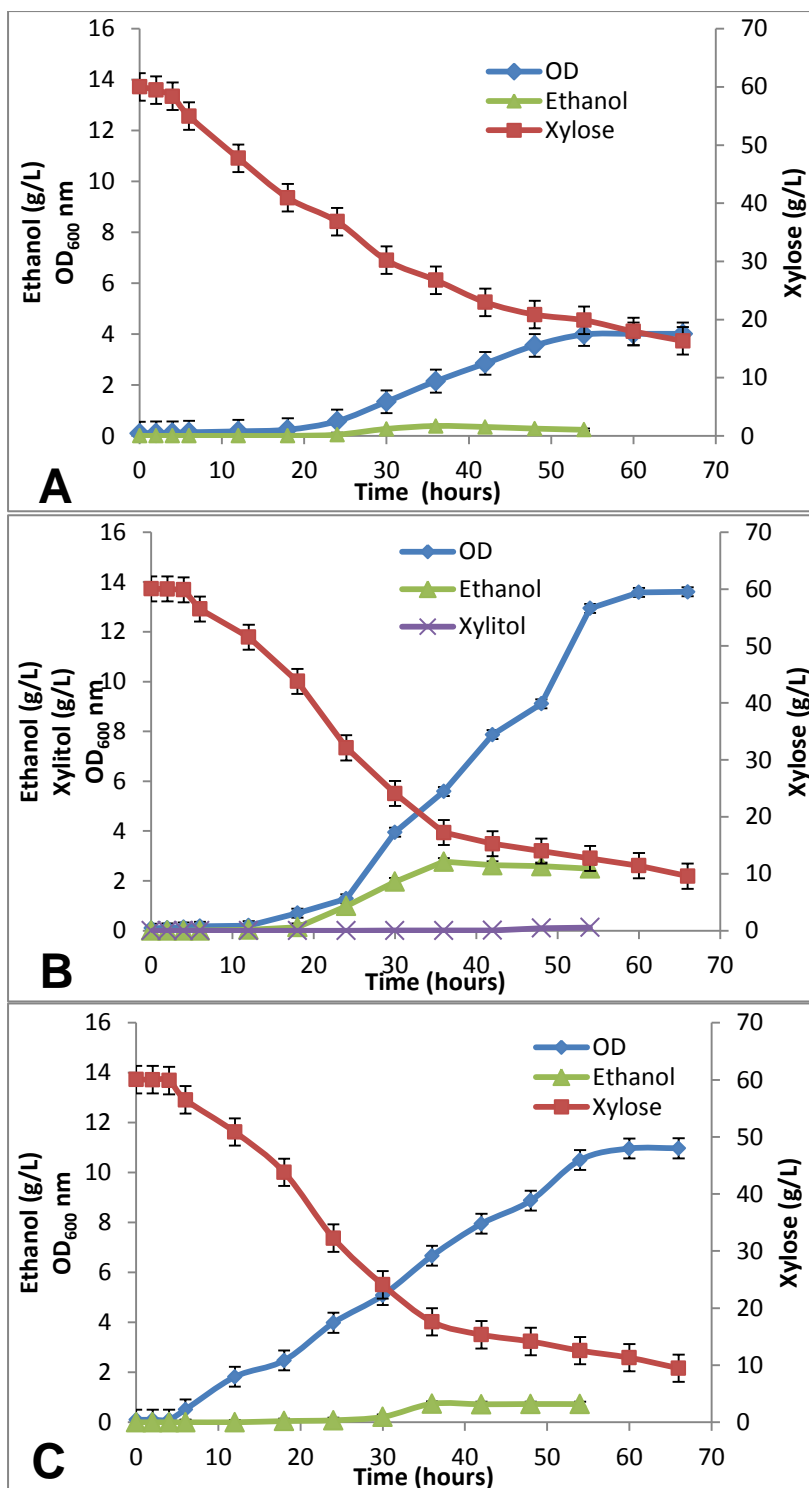 16
14
12
10
8
6
4
2
0
70
60
50
40
30
20
10
0
OD
Ethanol
Xylose
Ethanol (g/L)
OD600 nm
Xylose (g/L)
0 10 20 30 40 50 60 70
Time (hours)
A
16
14
12
10
8
6
4
2
0
70
60
50
40
30
20
10
0
OD
Ethanol
Xylitol
Ethanol (g/L)
Xylitol (g/L)
OD600 nm
Xylose (g/L)
0 10 20 30 40 50 60 70
Time (hours)
B
16
14
12
10
8
6
4
2
0
70
60
50
40
30
20
10
0
OD
Ethanol
Xylose
Ethanol (g/L)
OD600 nm
Xylose (g/L)
0 10 20 30 40 50 60 70
Time (hours)
C